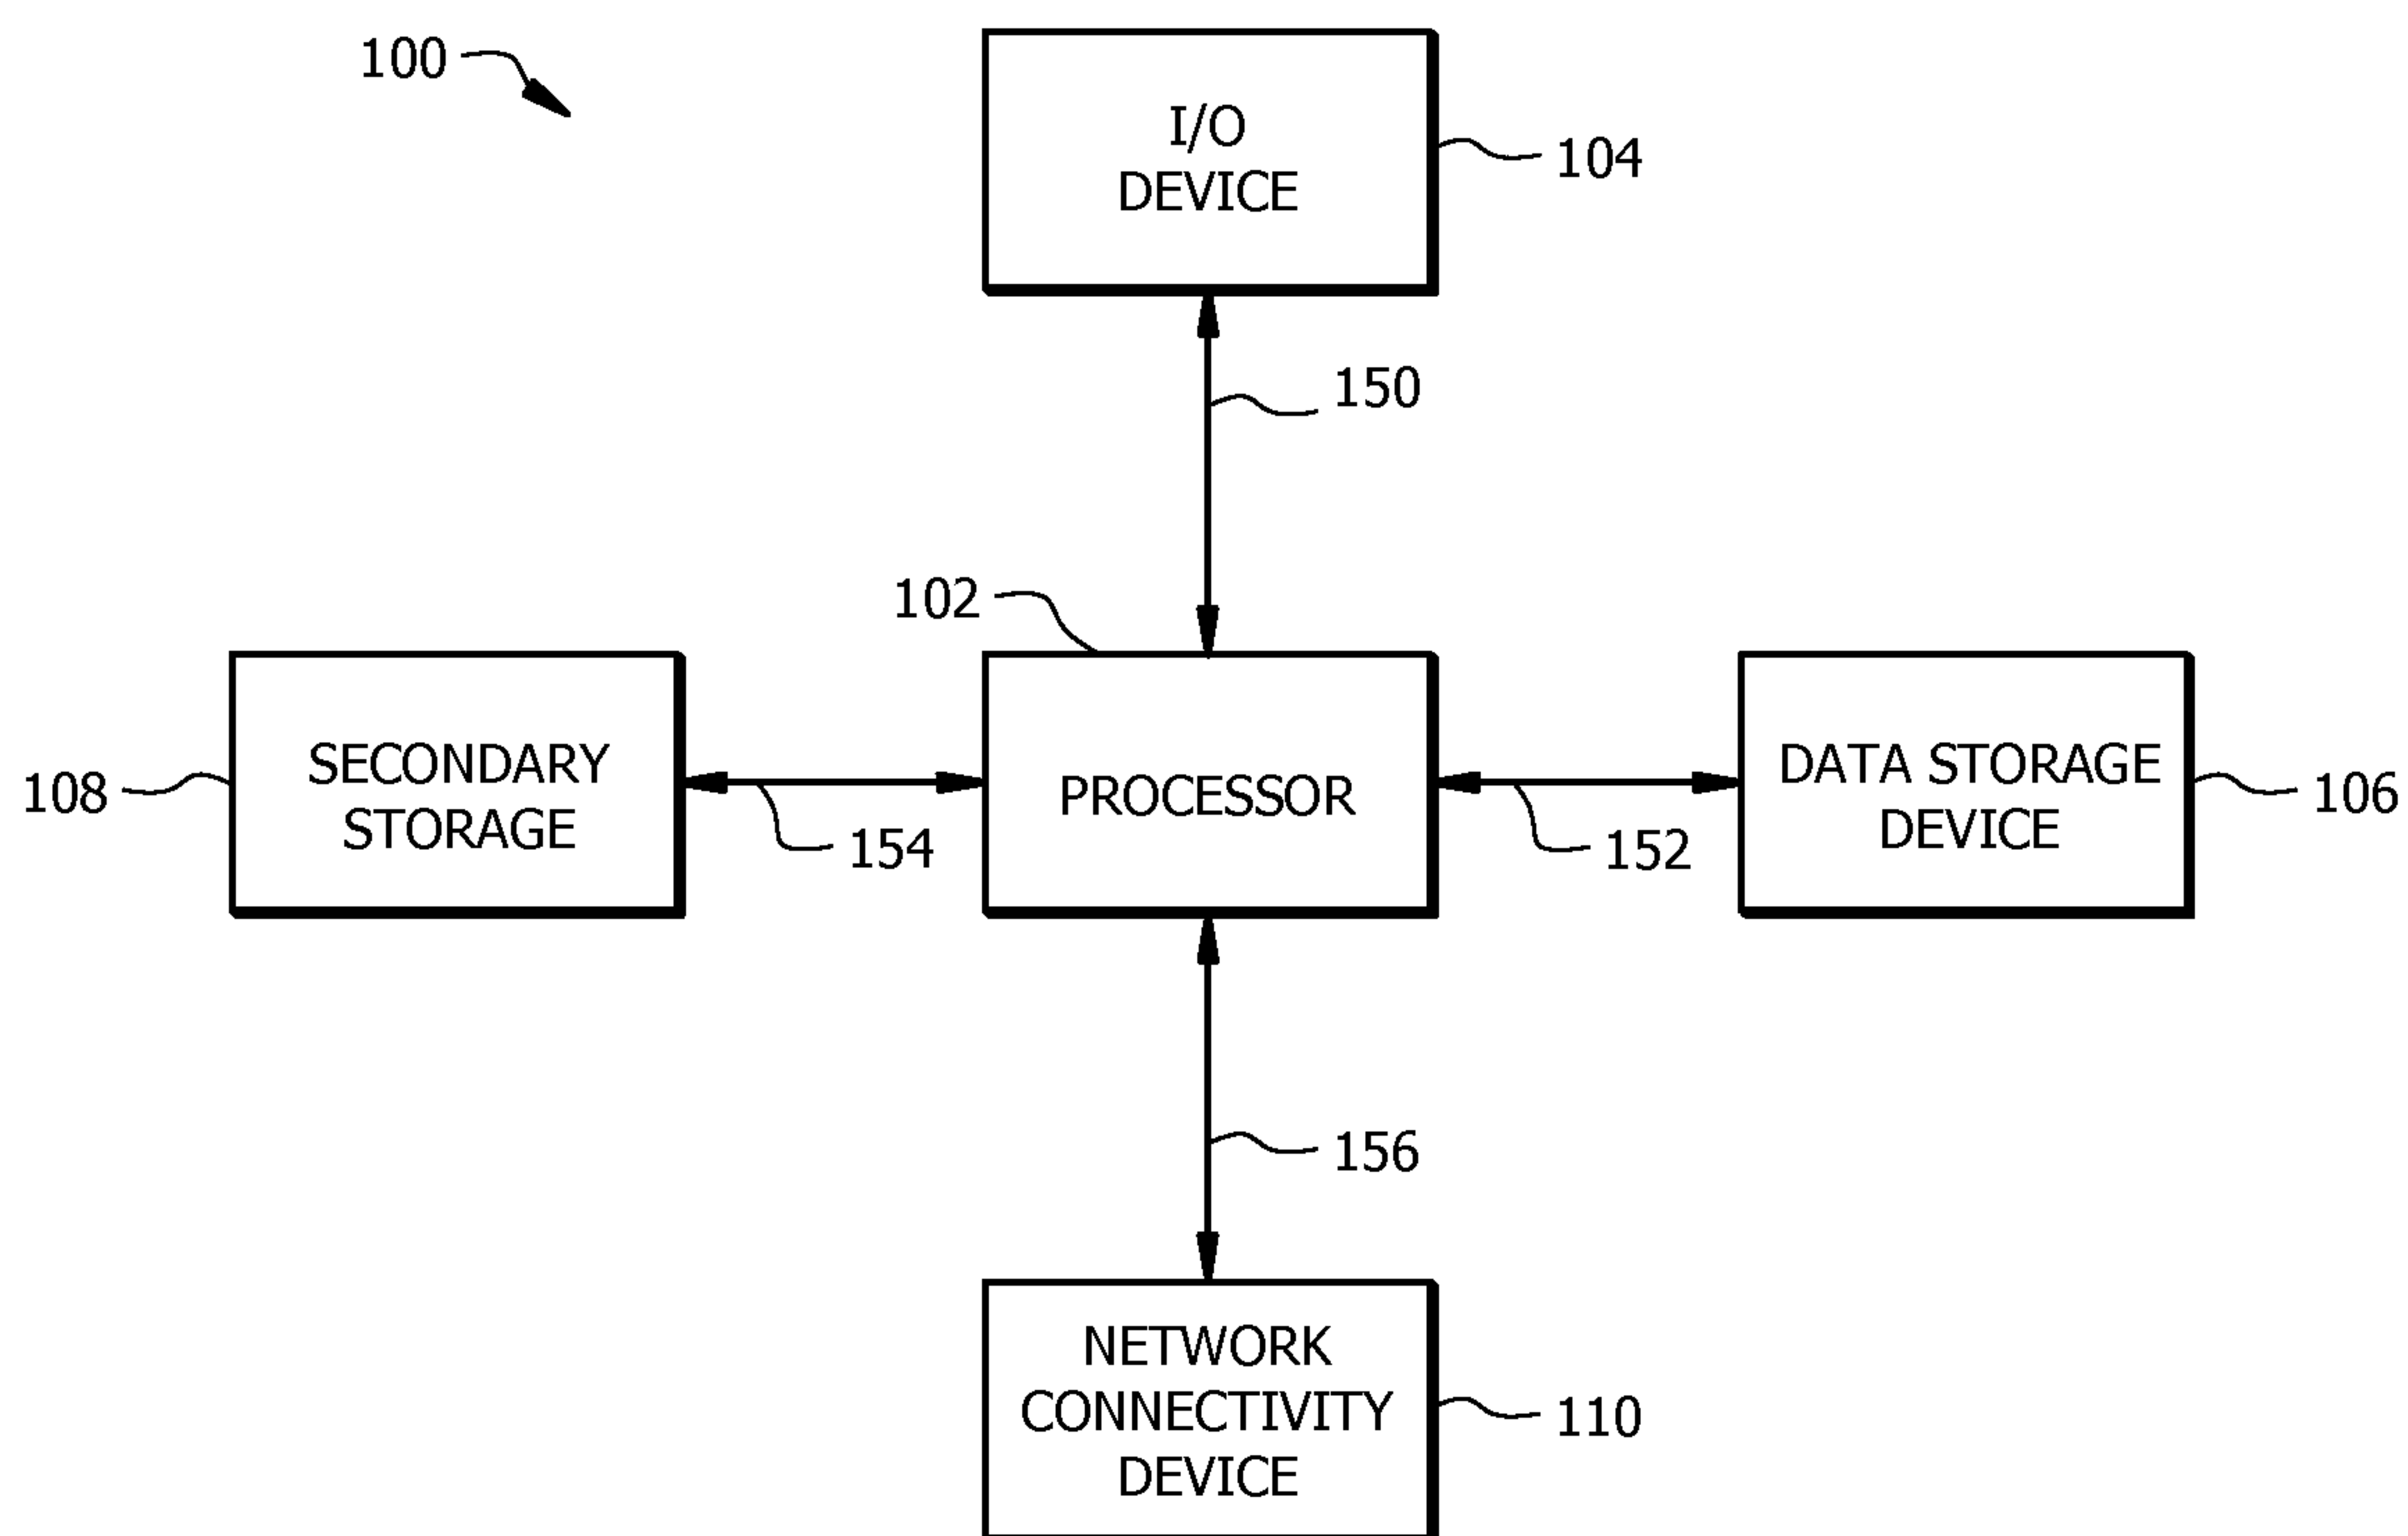 100
I/O
DEVICE
104
150
102
108
SECONDARY
STORAGE
154
PROCESSOR
152
DATA STORAGE
DEVICE
106
156
NETWORK
CONNECTIVITY
DEVICE
110